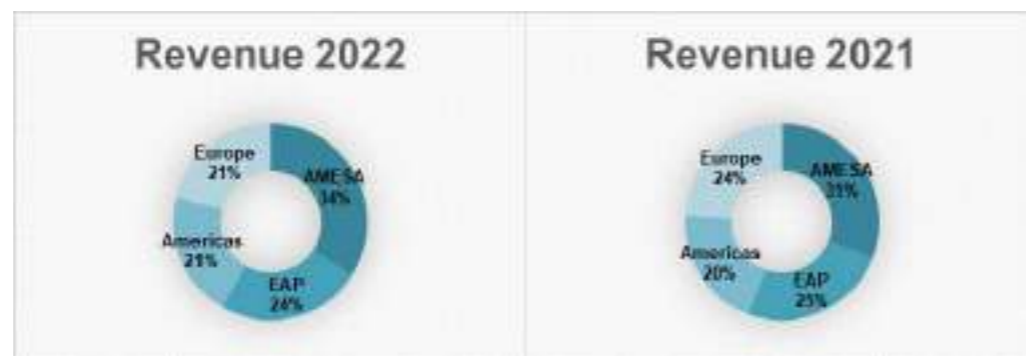 Revenue 2022
Europe
21%
AMESA
34%
Americas
21%
EAP
24%
Revenue 2021
Europe
24%
AMESA
31%
Americas
20%
EAP
25%